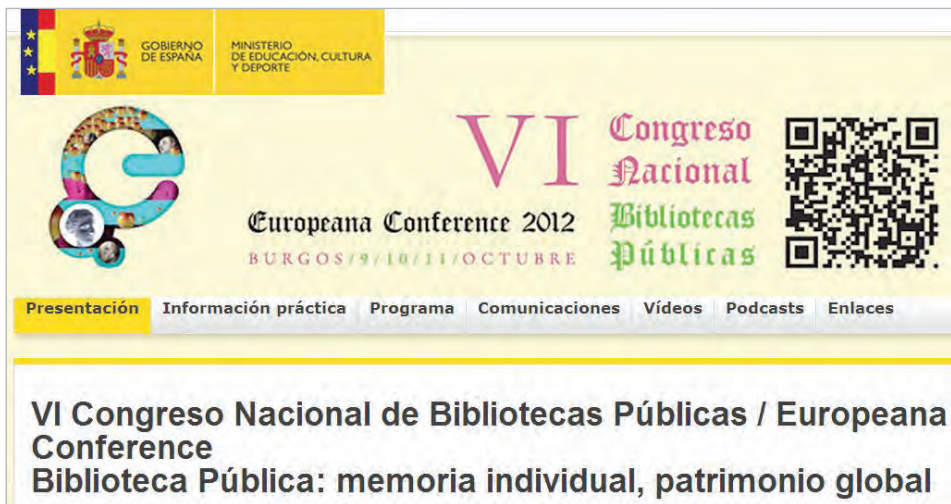 GOBIERNO
DE ESPAÑA
MINISTERIO
DE EDUCACIÓN, CULTURA
Y DEPORTE
VI
Congreso
Nacional
Bibliotecas
Públicas
Europeana Conference 2012
BURGOS/9/10/11/OCTUBRE
Presentación Información práctica Programa Comunicaciones Vídeos Podcasts Enlaces
VI Congreso Nacional de Bibliotecas Públicas / Europeana
Conference
Biblioteca Pública: memoria individual, patrimonio global